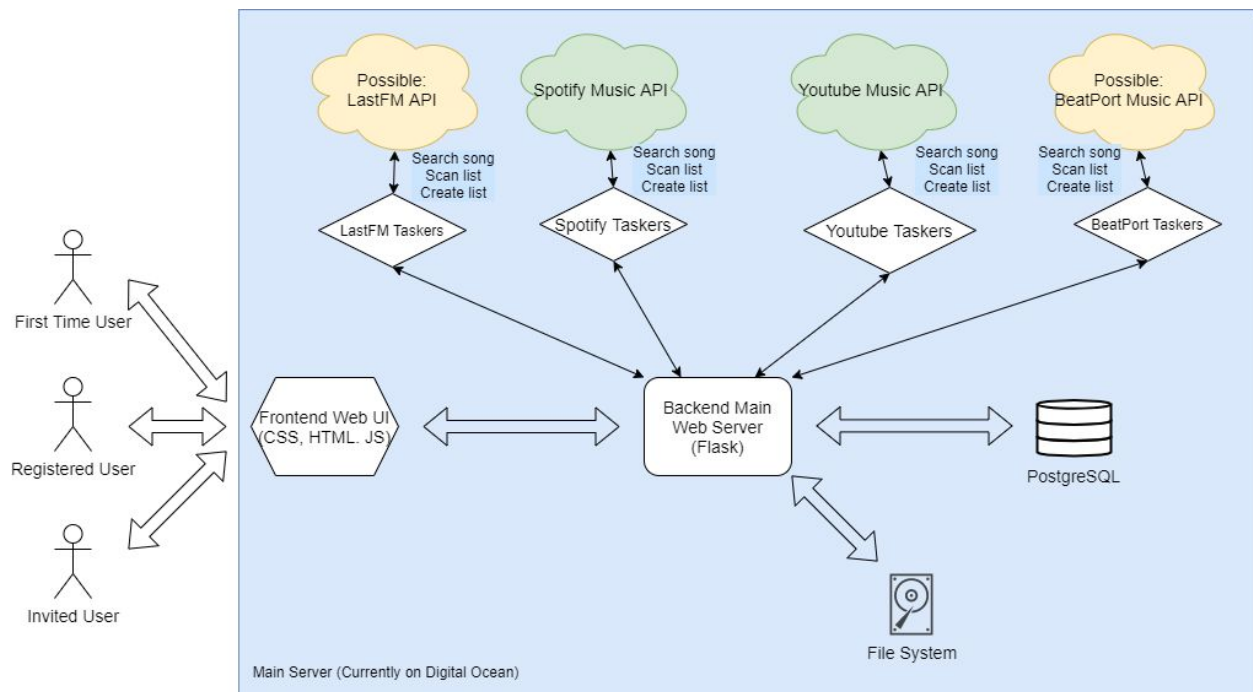 Possible:
LastFM API
Spotify Music API
Youtube Music API
Possible:
BeatPort Music API
Search song
Scan list
Create list
Search song
Scan list
Create list
Search song
Scan list
Create list
Search song
Scan list
Create list
LastFM Taskers
Spotify Taskers
Youtube Taskers
BeatPort Taskers
First Time User
Registered User
Invited User
Frontend Web UI
(CSS, HTML. JS)
Backend Main
Web Server
(Flask)
PostgreSQL
File System
Main Server (Currently on Digital Ocean)